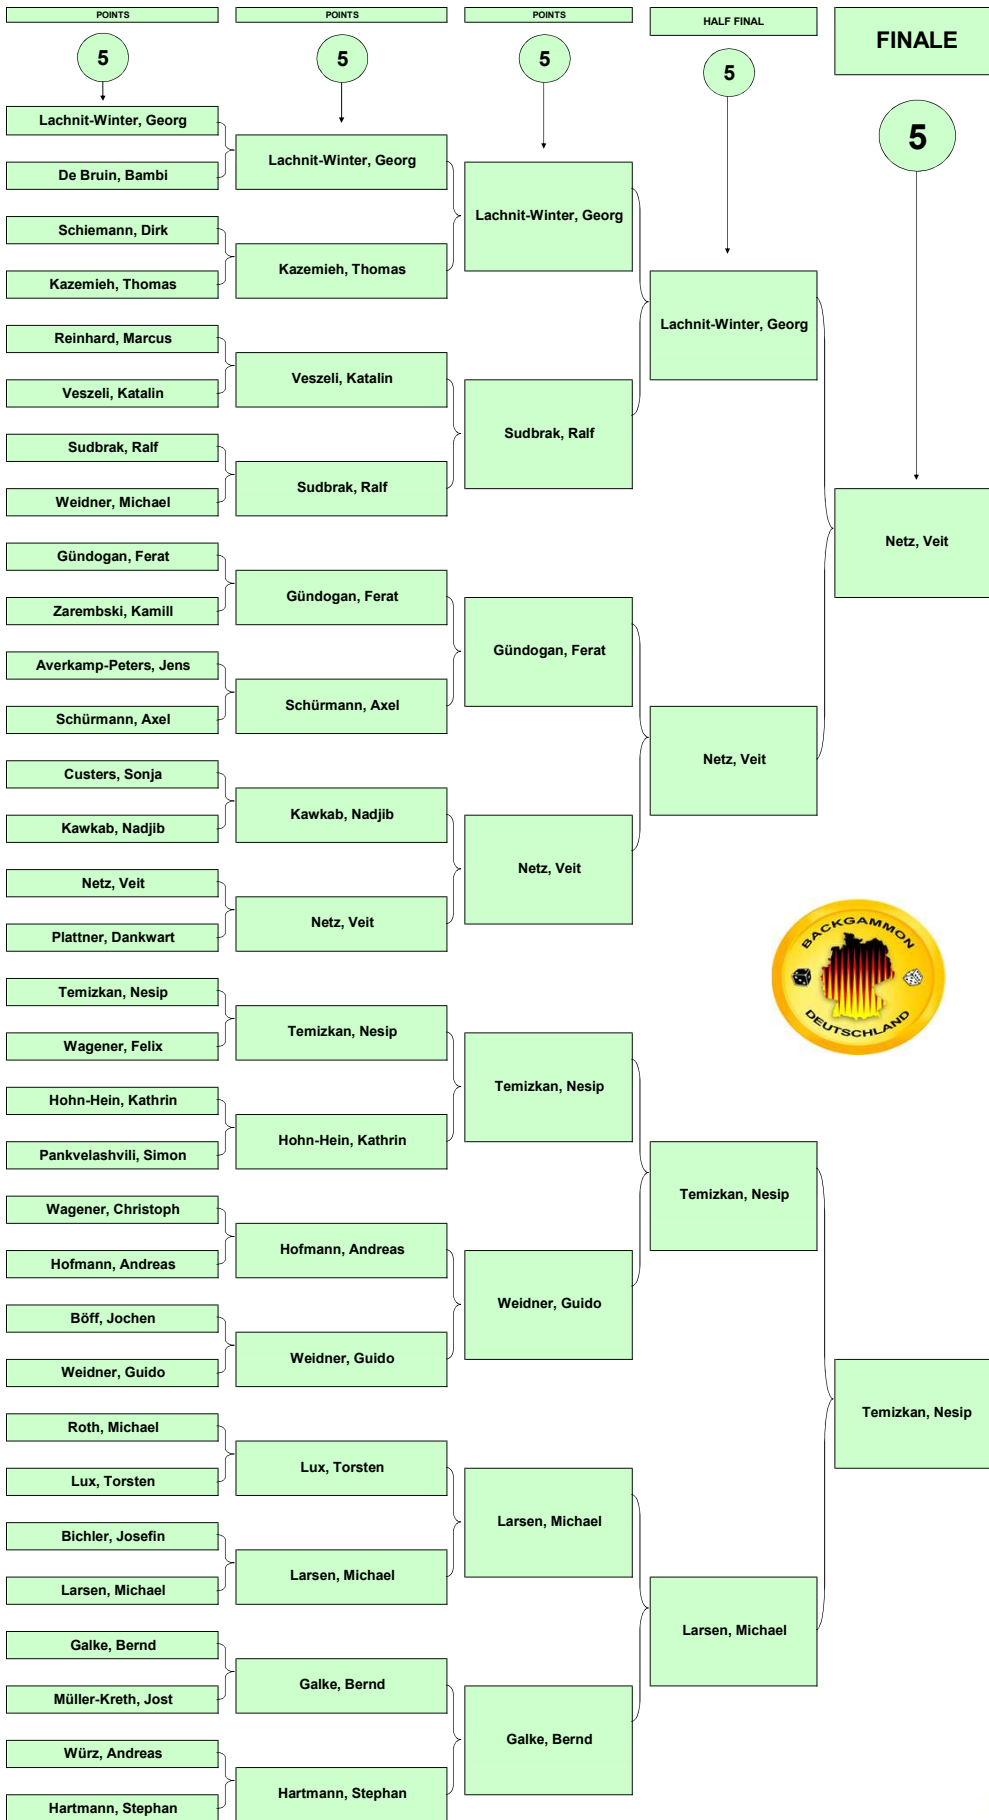 POINTS
POINTS
POINTS
HALF FINAL
FINALE
5
5
5
5
5
Lachnit-Winter, Georg
De Bruin, Bambi
Schiemann, Dirk
Kazemieh, Thomas
Reinhard, Marcus
Veszeli, Katalin
Sudbrak, Ralf
Weidner, Michael
Gündogan, Ferat
Zarembski, Kamill
Averkamp-Peters, Jens
Schürmann, Axel
Custers, Sonja
Kawkab, Nadjib
Netz, Veit
Plattner, Dankwart
Temizkan, Nesip
Wagener, Felix
Hohn-Hein, Kathrin
Pankvelashvili, Simon
Wagener, Christoph
Hofmann, Andreas
Böff, Jochen
Weidner, Guido
Roth, Michael
Lux, Torsten
Bichler, Josefin
Larsen, Michael
Galke, Bernd
Müller-Kreth, Jost
Würz, Andreas
Hartmann, Stephan
Lachnit-Winter, Georg
Kazemieh, Thomas
Veszeli, Katalin
Sudbrak, Ralf
Gündogan, Ferat
Schürmann, Axel
Kawkab, Nadjib
Netz, Veit
Temizkan, Nesip
Hohn-Hein, Kathrin
Hofmann, Andreas
Weidner, Guido
Lux, Torsten
Larsen, Michael
Galke, Bernd
Hartmann, Stephan
Lachnit-Winter, Georg
Sudbrak, Ralf
Gündogan, Ferat
Netz, Veit
Temizkan, Nesip
Weidner, Guido
Larsen, Michael
Galke, Bernd
Lachnit-Winter, Georg
Netz, Veit
Temizkan, Nesip
Larsen, Michael
Netz, Veit
Temizkan, Nesip
BACKGAMMON
DEUTSCHLAND